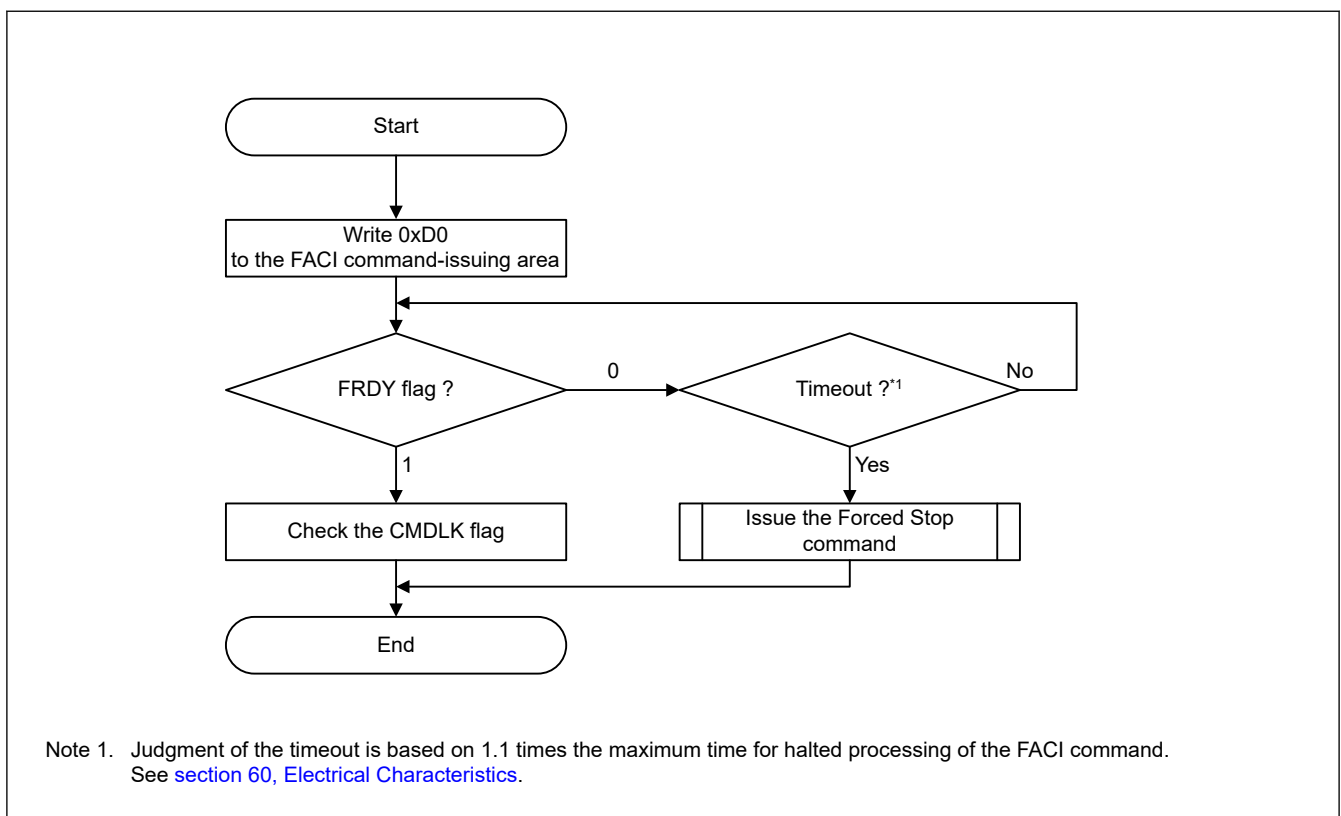 Start
Write 0xD0
to the FACI command-issuing area
FRDY flag ?
0
Timeout ?*1
No
1
Yes
Check the CMDLK flag
Issue the Forced Stop
command
End
Note 1. Judgment of the timeout is based on 1.1 times the maximum time for halted processing of the FACI command.
See section 60, Electrical Characteristics.